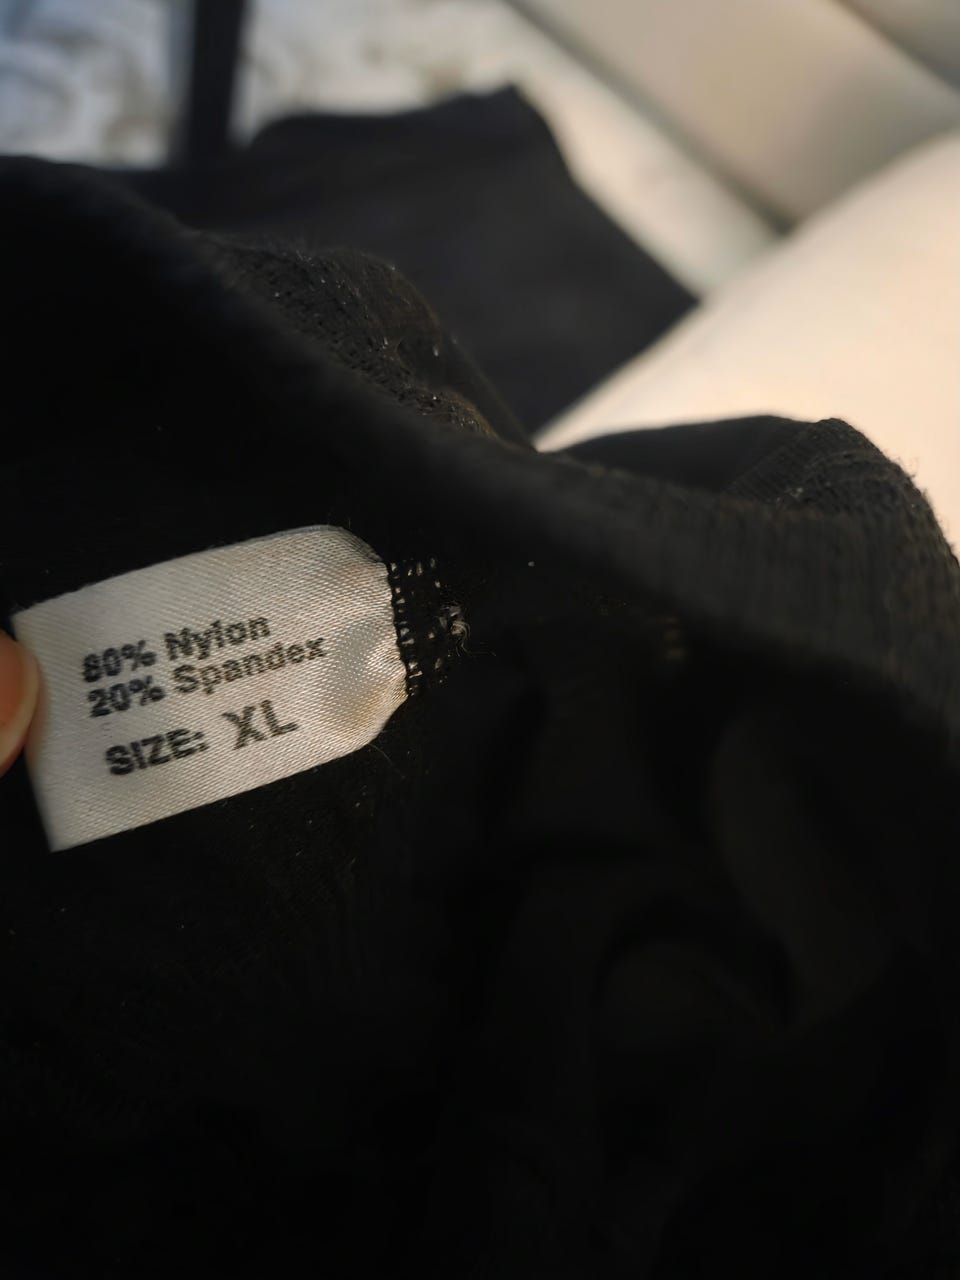 80% Nylon
20% Spandex
SIZE: XL